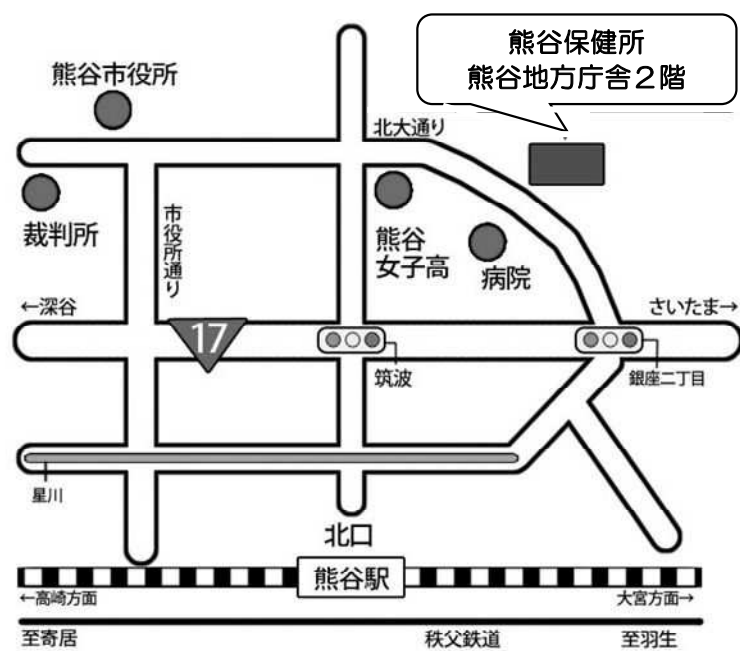 熊谷保健所
熊谷地方庁舎２階
熊谷市役所
北大通り
裁判所
市役所通り
熊谷
女子高
病院
←深谷
さいたま→
17
筑波
銀座二丁目
星川
北口
熊谷駅
←高崎方面
大宮方面→
至寄居
秩父鉄道
至羽生